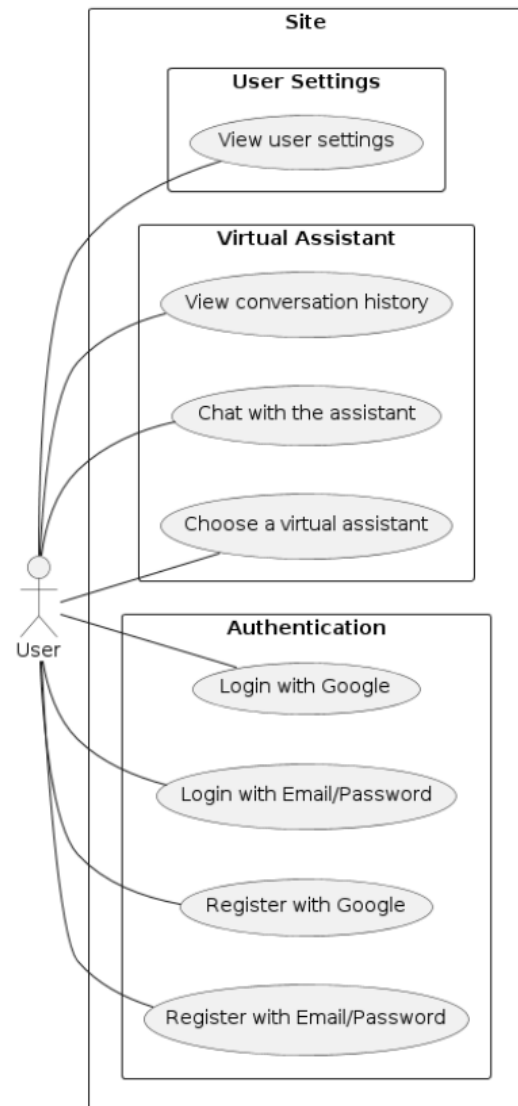 Site
User Settings
View user settings
Virtual Assistant
View conversation history
Chat with the assistant
Choose a virtual assistant
User
Authentication
Login with Google
Login with Email/Password
Register with Google
Register with Email/Password